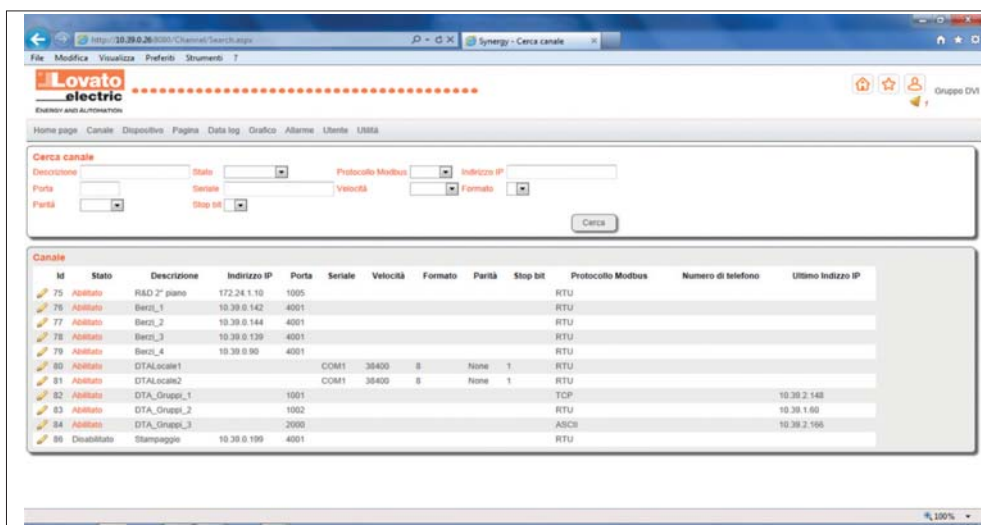 http://10.39.0.26:8080/Channel/Search.aspx
Synergy - Cerca canale
File Modifica Visualizza Preferiti Strumenti ?
Lovato
electric
ENERGY AND AUTOMATION
Gruppo DVI
Home page Canale Dispositivo Pagina Data log Grafico Allarme Utente Utilità
Cerca canale
Descrizione Stato Protocollo Modbus Indirizzo IP
Porta Seriale Velocità Formato
Parità Stop bit
Cerca
Canale
Id Stato Descrizione Indirizzo IP Porta Seriale Velocità Formato Parità Stop bit Protocollo Modbus Numero di telefono Ultimo Indizzo IP
75 Abilitato R&D 2° piano 172.24.1.10 1005 RTU
76 Abilitato Berzi_1 10.39.0.142 4001 RTU
77 Abilitato Berzi_2 10.39.0.144 4001 RTU
78 Abilitato Berzi_3 10.39.0.139 4001 RTU
79 Abilitato Berzi_4 10.39.0.90 4001 RTU
80 Abilitato DTALocale1 COM1 38400 8 None 1 RTU
81 Abilitato DTALocale2 COM1 38400 8 None 1 RTU
82 Abilitato DTA_Gruppi_1 1001 TCP 10.39.2.148
83 Abilitato DTA_Gruppi_2 1002 RTU 10.39.1.60
84 Abilitato DTA_Gruppi_3 2000 ASCII 10.39.2.166
86 Disabilitato Stampaggio 10.39.0.199 4001 RTU
100%